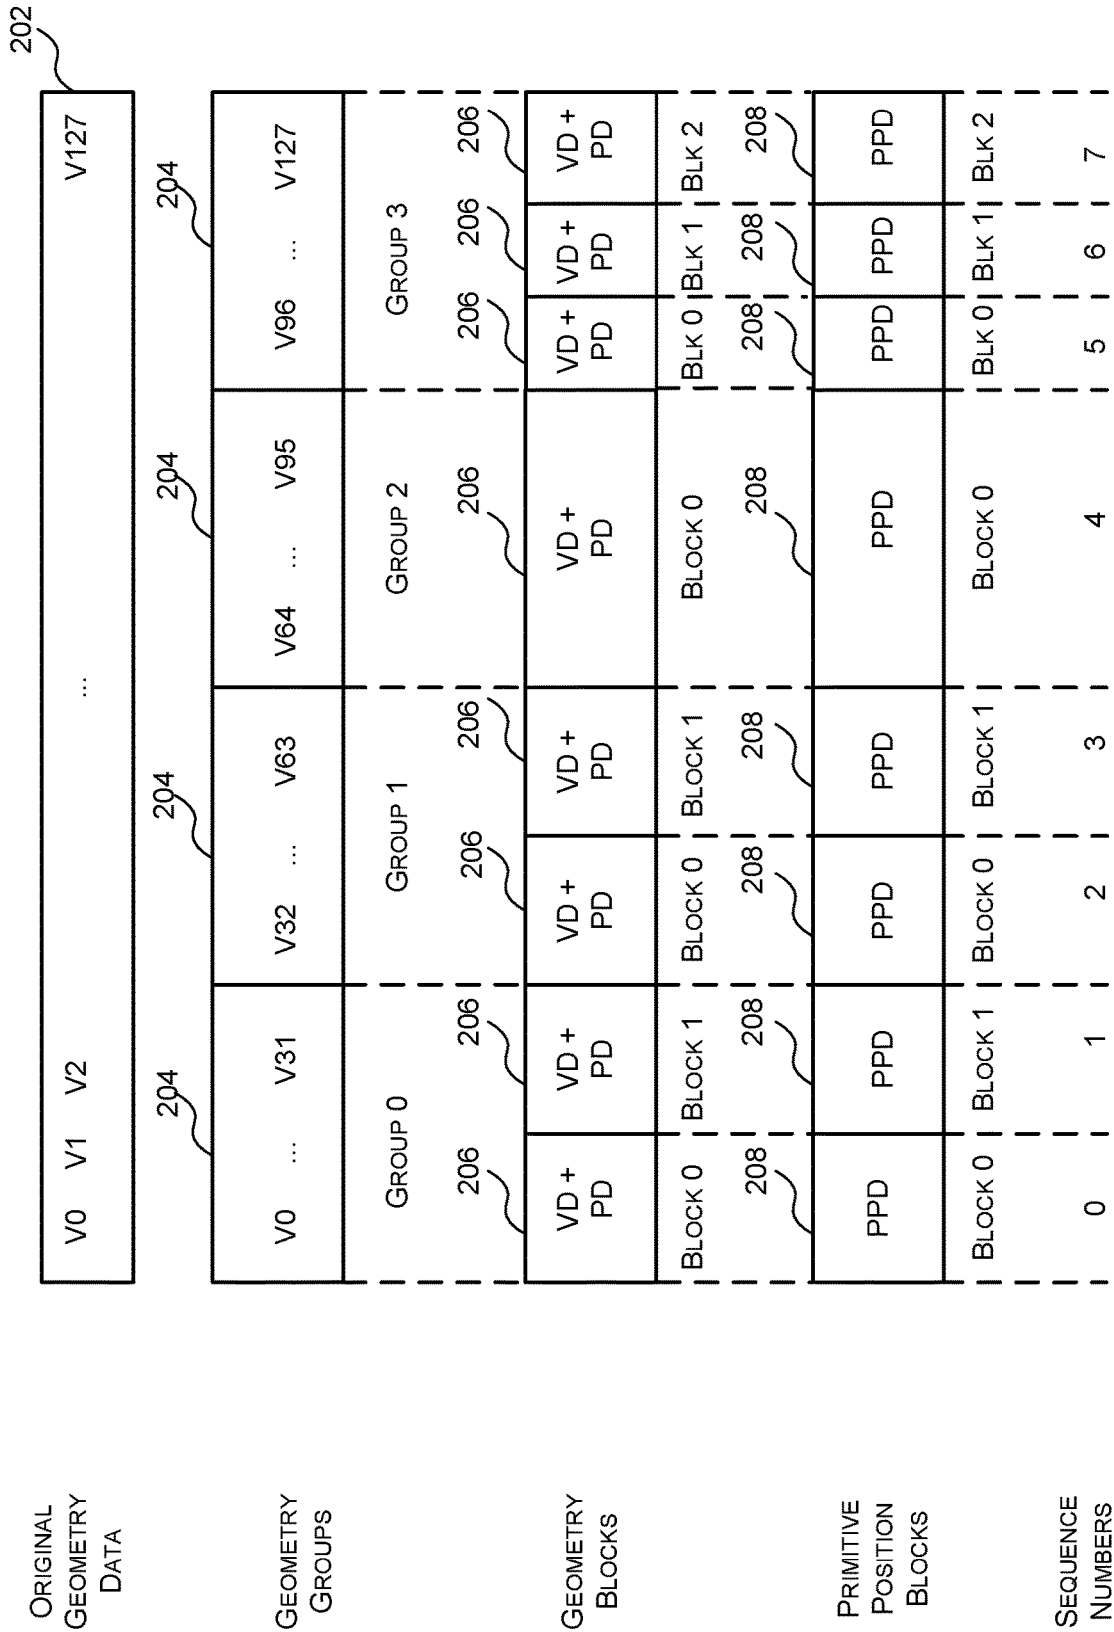 202
ORIGINAL
GEOMETRY
DATA
V0 V1 V2 ... V127
204 204 204 204
GEOMETRY
GROUPS
V0 ... V31 V32 ... V63 V64 ... V95 V96 ... V127
GROUP 0 GROUP 1 GROUP 2 GROUP 3
206 206 206 206 206 206 206 206
GEOMETRY
BLOCKS
VD + VD + VD + VD + VD + VD + VD + VD +
PD PD PD PD PD PD PD PD
BLOCK 0 BLOCK 1 BLOCK 0 BLOCK 1 BLOCK 0 BLK 0 BLK 1 BLK 2
208 208 208 208 208 208 208 208
PRIMITIVE
POSITION
BLOCKS
PPD PPD PPD PPD PPD PPD PPD PPD
BLOCK 0 BLOCK 1 BLOCK 0 BLOCK 1 BLOCK 0 BLK 0 BLK 1 BLK 2
SEQUENCE
NUMBERS
0 1 2 3 4 5 6 7